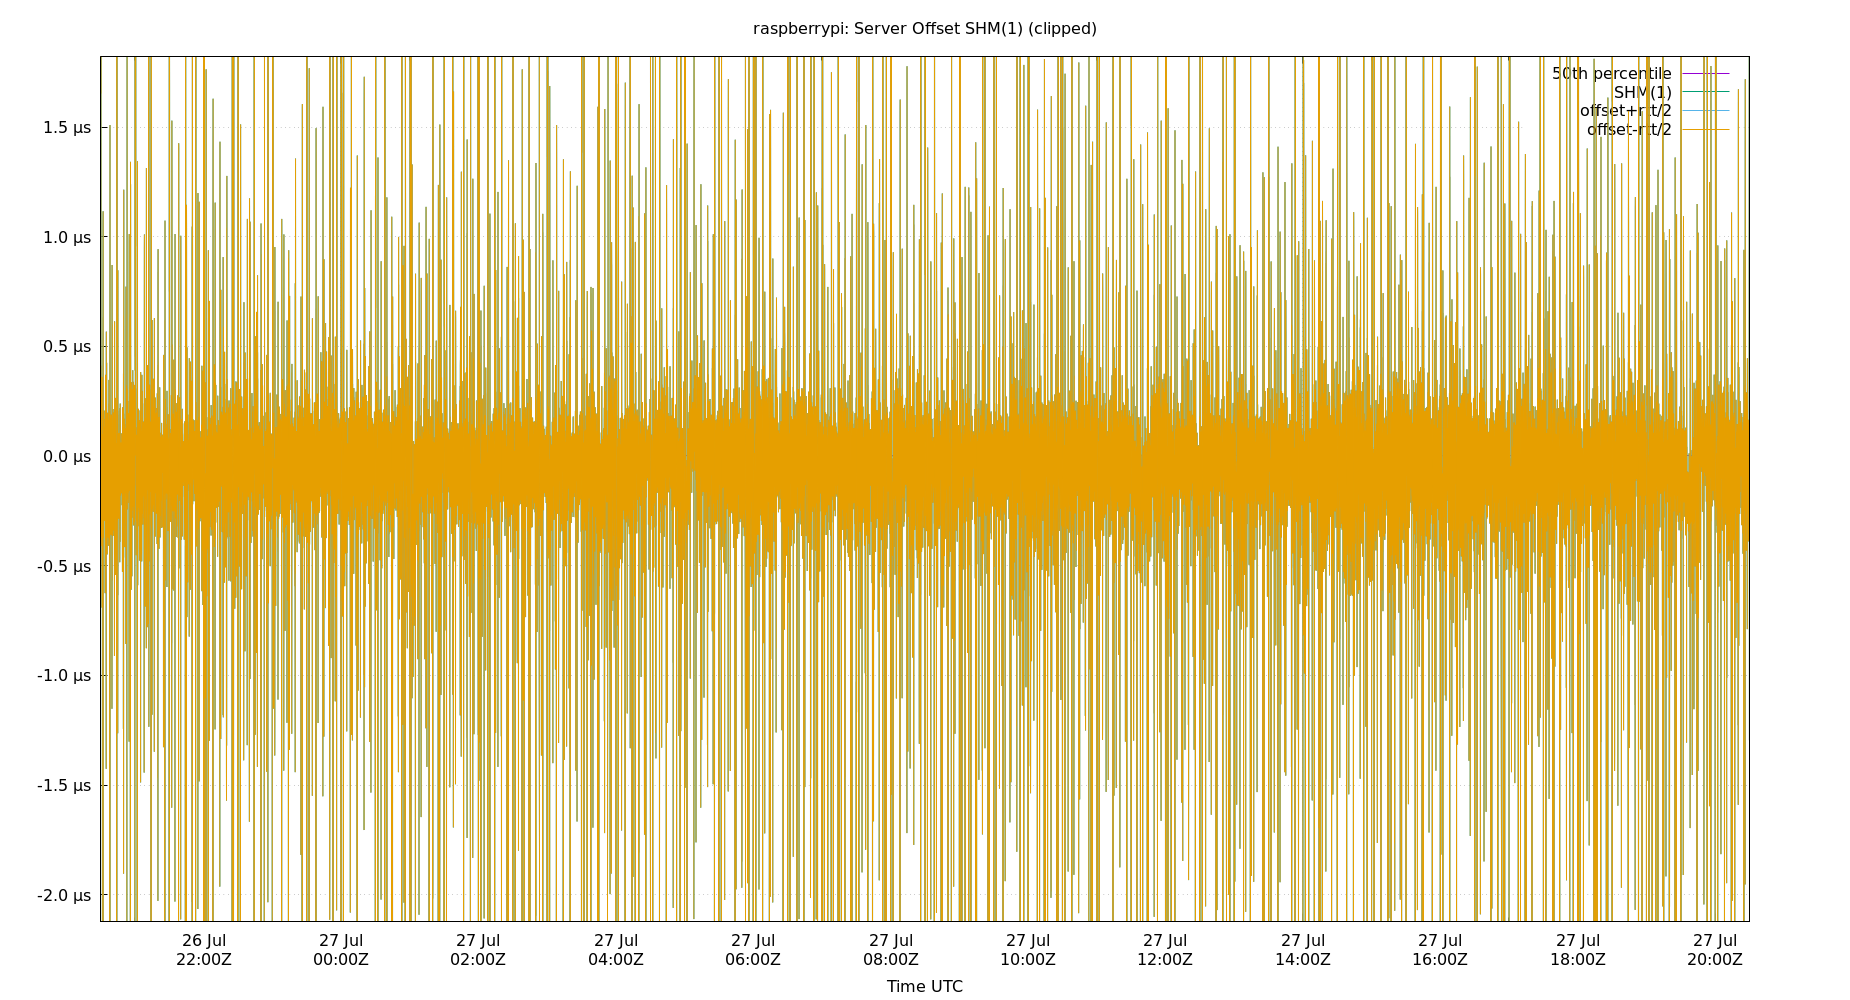 raspberrypi: Server Offset SHM(1) (clipped)
50th percentile
SHM(1)
offset+rtt/2
offset-rtt/2
1.5 µs
1.0 µs
0.5 µs
0.0 µs
-0.5 µs
-1.0 µs
-1.5 µs
-2.0 µs
26 Jul 27 Jul 27 Jul 27 Jul 27 Jul 27 Jul 27 Jul 27 Jul 27 Jul 27 Jul 27 Jul 27 Jul
22:00Z 00:00Z 02:00Z 04:00Z 06:00Z 08:00Z 10:00Z 12:00Z 14:00Z 16:00Z 18:00Z 20:00Z
Time UTC